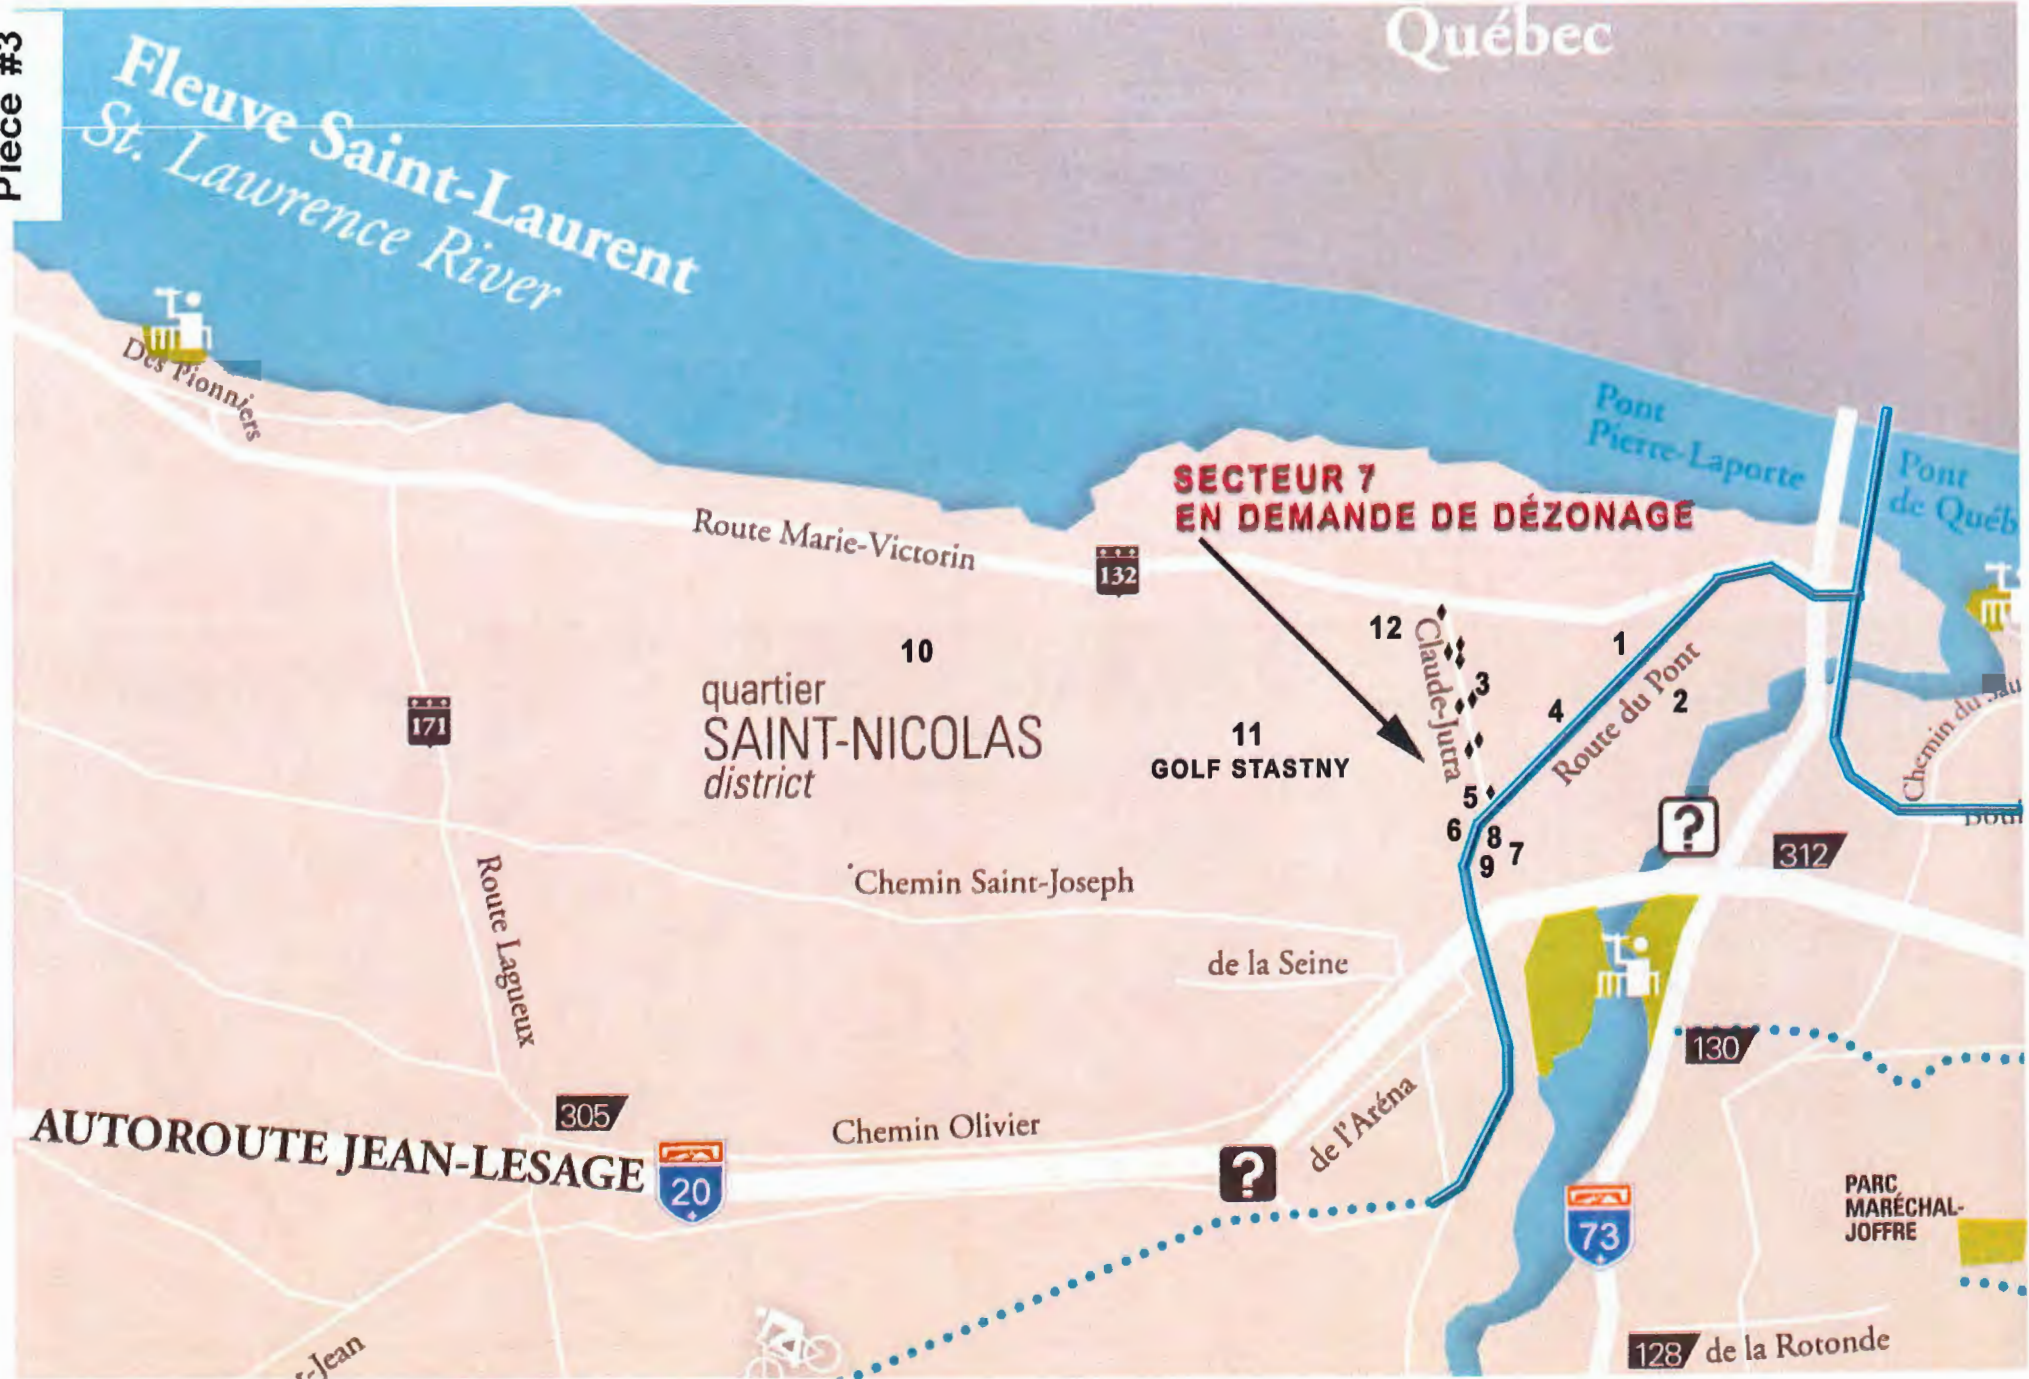 Piece #3
Québec
Fleuve Saint-Laurent
St. Lawrence River
Des Pionniers
Pont
Pierre-Laporte
Pont
de Québ
SECTEUR 7
EN DEMANDE DE DÉZONAGE
Route Marie-Victorin
132
12
Claude-Jutra
3
1
4
2
Route du Pont
10
quartier
SAINT-NICOLAS
district
171
11
GOLF STASTNY
5
6
8
7
9
?
312
Chemin du
Chemin Saint-Joseph
Route Lagueux
de la Seine
130
305
Chemin Olivier
de l'Aréna
AUTOROUTE JEAN-LESAGE
20
?
73
PARC
MARÉCHAL-
JOFFRE
-Jean
128 de la Rotonde